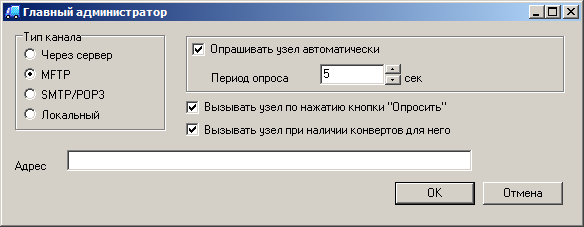 Главный администратор
Тип канала
Через сервер
MFTP
SMTP/POP3
Локальный
Опрашивать узел автоматически
Период опроса 5 сек
Вызывать узел по нажатию кнопки "Опросить"
Вызывать узел при наличии конвертов для него
Адрес
OK Отмена